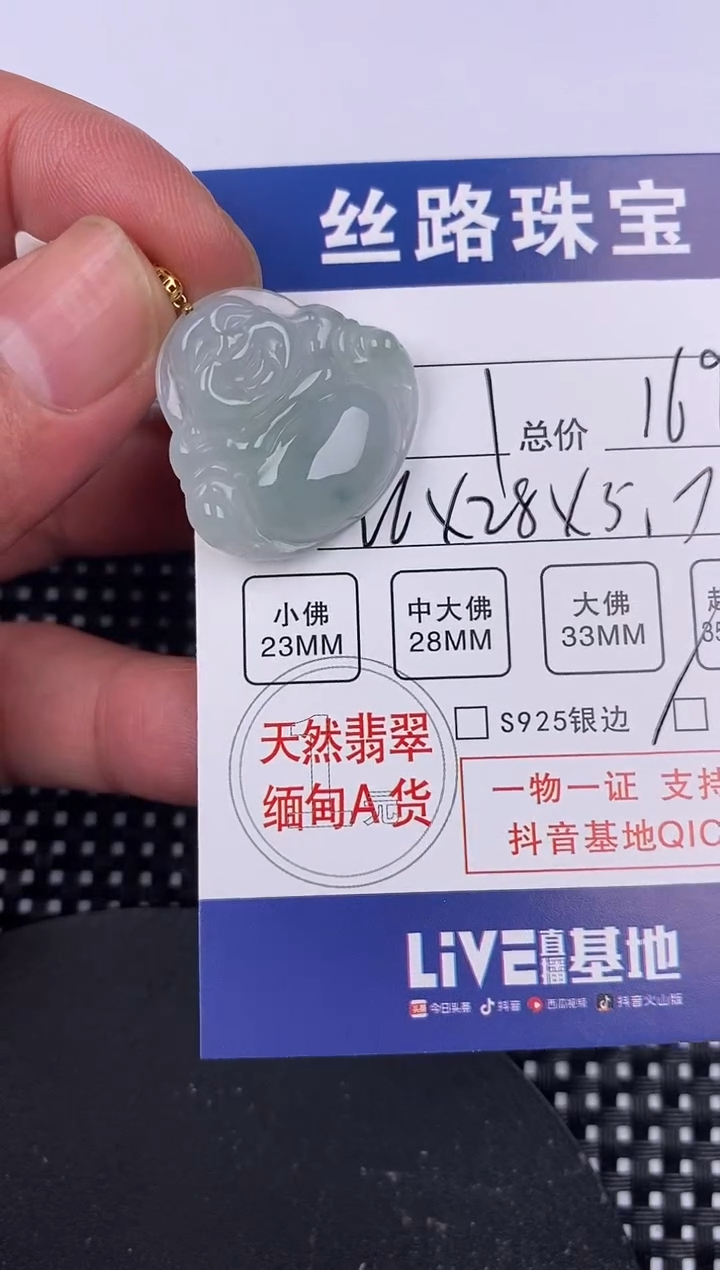 丝路珠宝
1 总价 169
X28X5.7
小佛 中大佛 大佛
23MM 28MM 33MM
S925银边
天然翡翠
缅甸A货
一物一证 支持
抖音基地QIC
LiVE直播基地
今日头条 抖音 西瓜视频 抖音火山版